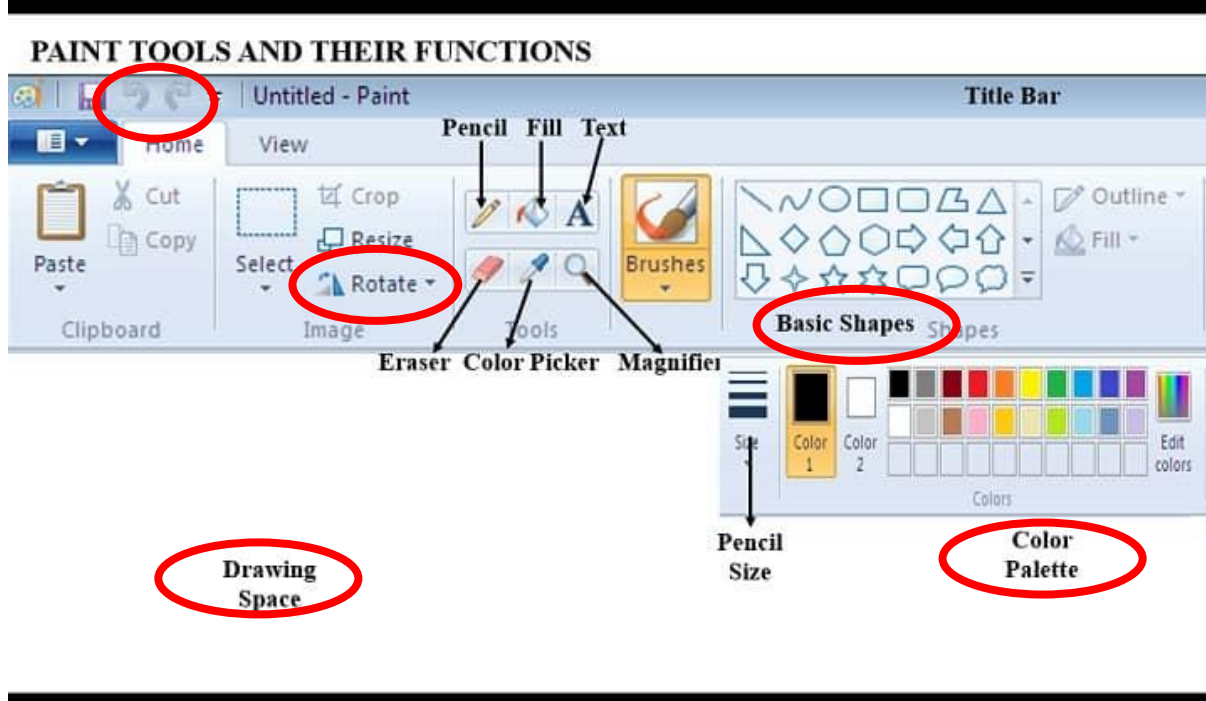 PAINT TOOLS AND THEIR FUNCTIONS
Untitled - Paint
Title Bar
Home
View
Pencil Fill Text
Cut
Copy
Paste
Clipboard
Select
Crop
Resize
Rotate
Image
A
Tools
Brushes
Outline
Fill
Basic Shapes
Shapes
Eraser Color Picker Magnifier
Size
Color
1
Color
2
Edit
colors
Colors
Pencil
Size
Color
Palette
Drawing
Space